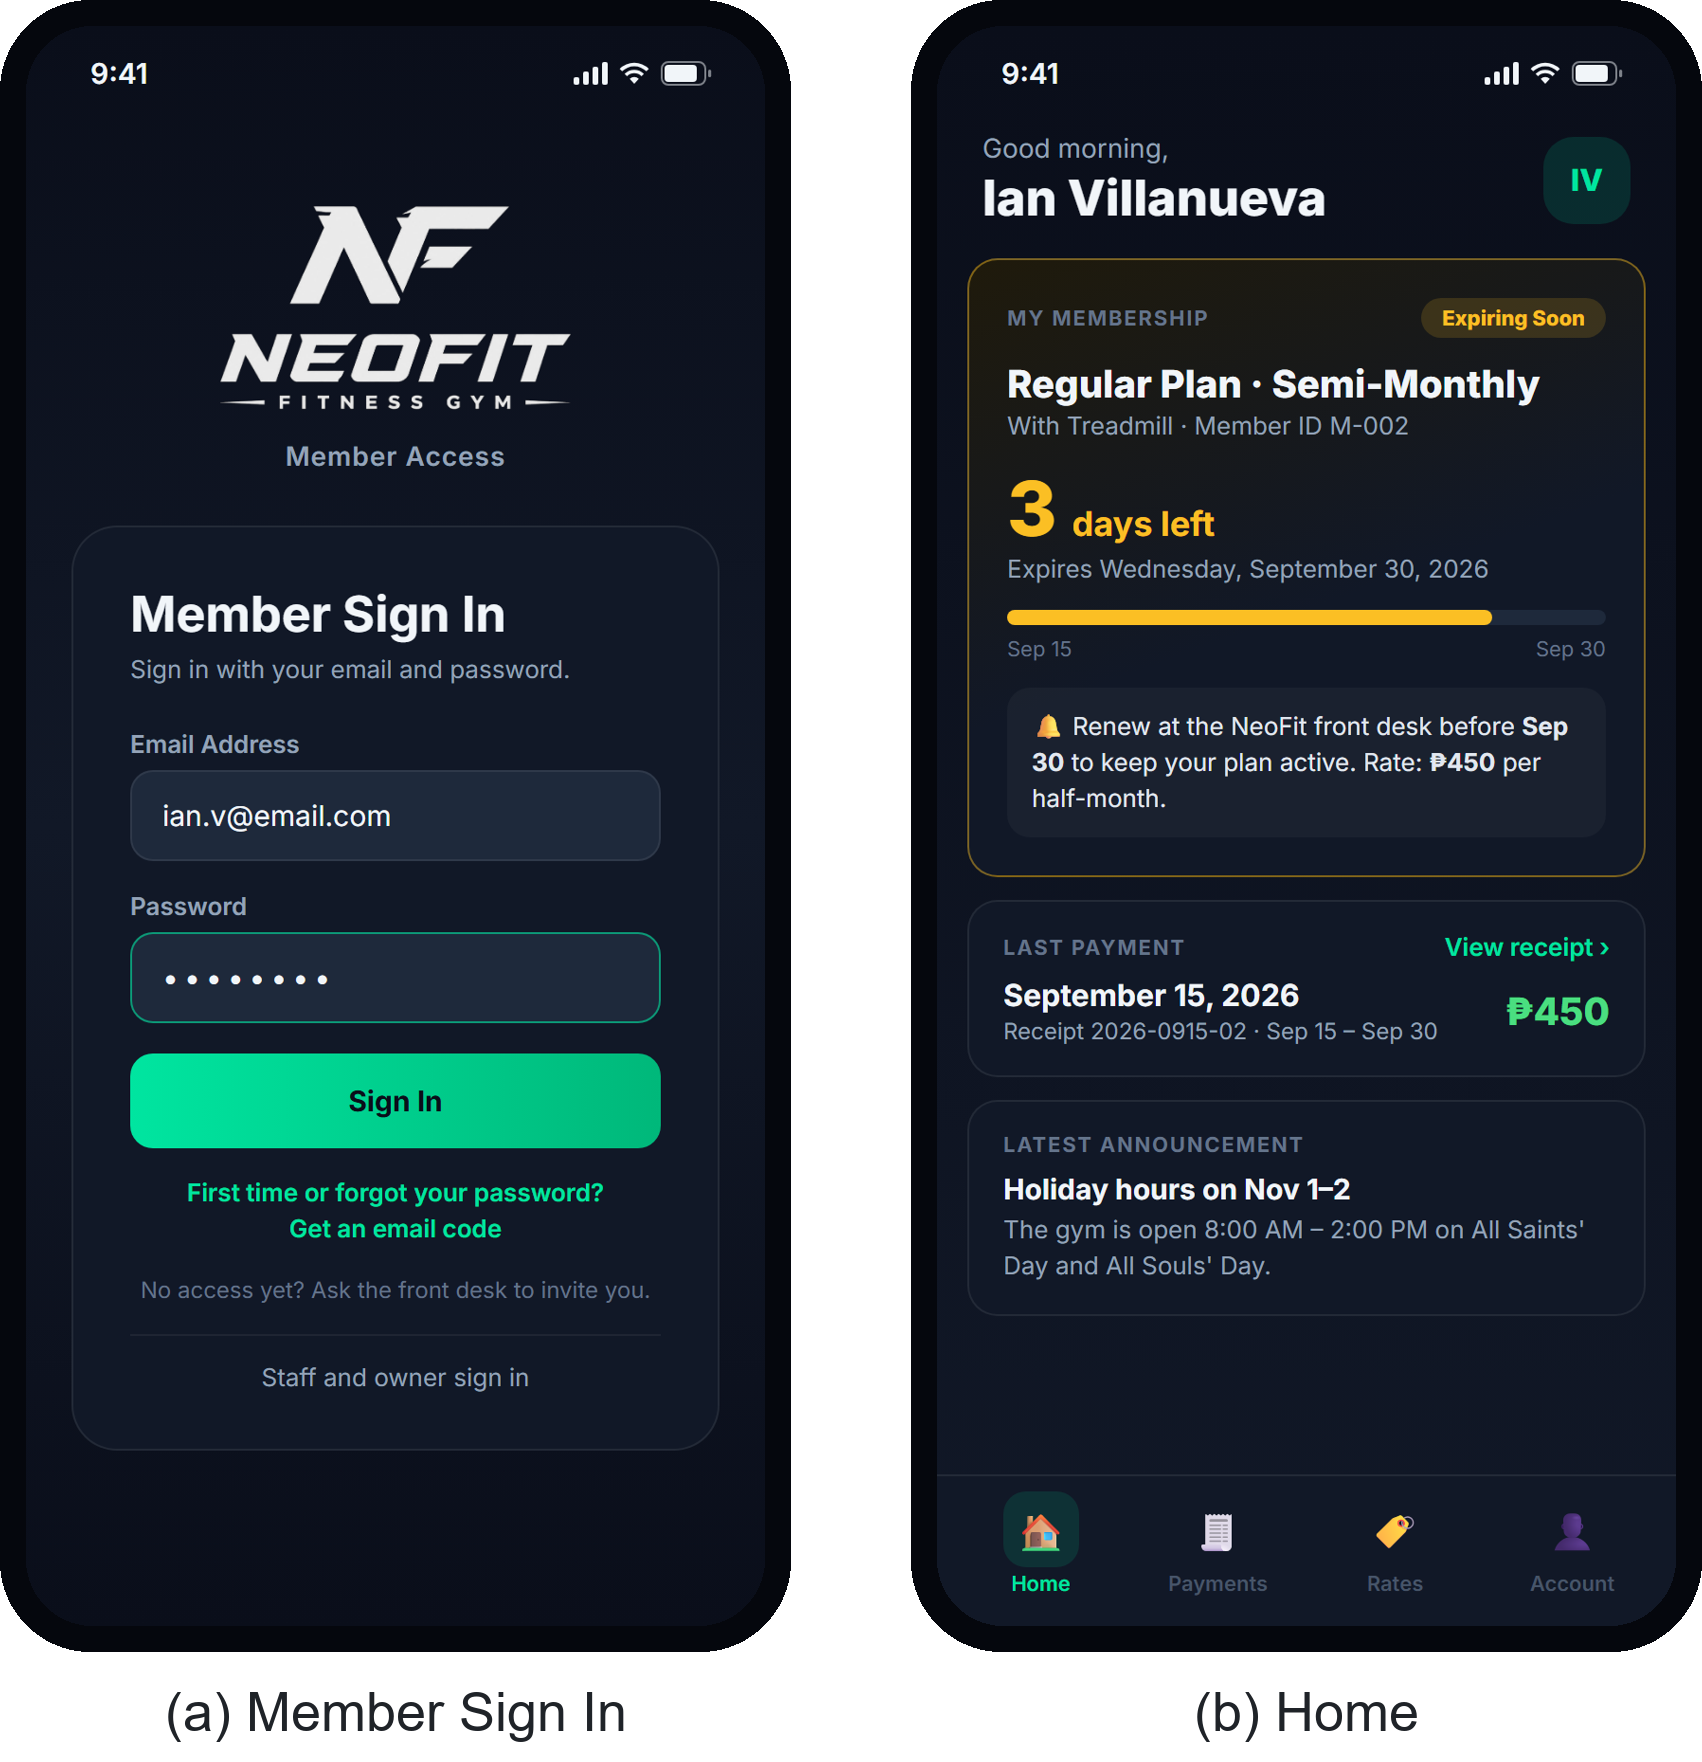 9:41
NF
NEOFIT
FITNESS GYM
Member Access
Member Sign In
Sign in with your email and password.
Email Address
ian.v@email.com
Password
••••••••
Sign In
First time or forgot your password?
Get an email code
No access yet? Ask the front desk to invite you.
Staff and owner sign in
(a) Member Sign In
9:41
Good morning,
Ian Villanueva
IV
MY MEMBERSHIP
Expiring Soon
Regular Plan · Semi-Monthly
With Treadmill · Member ID M-002
3 days left
Expires Wednesday, September 30, 2026
Sep 15
Sep 30
🔔 Renew at the NeoFit front desk before Sep
30 to keep your plan active. Rate: ₱450 per
half-month.
LAST PAYMENT
View receipt ›
September 15, 2026
₱450
Receipt 2026-0915-02 · Sep 15 – Sep 30
LATEST ANNOUNCEMENT
Holiday hours on Nov 1–2
The gym is open 8:00 AM – 2:00 PM on All Saints'
Day and All Souls' Day.
Home
Payments
Rates
Account
(b) Home